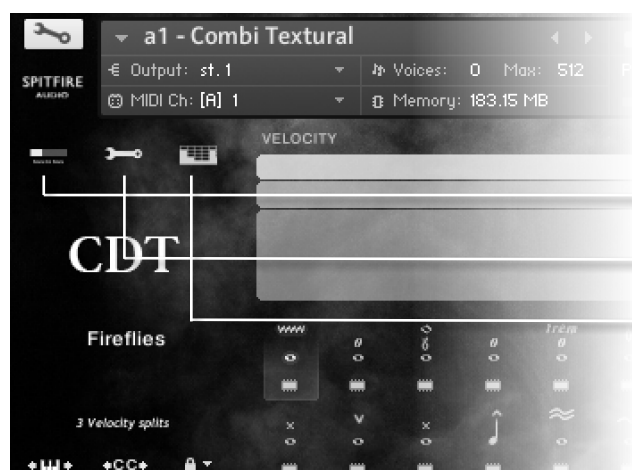 a1 - Combi Textural
SPITFIRE
AUDIO
Output: st.1
Voices: 0 Max: 512
MIDI Ch: [A] 1
Memory: 183.15 MB
VELOCITY
CDT
Fireflies
Trem
3 Velocity splits
CC